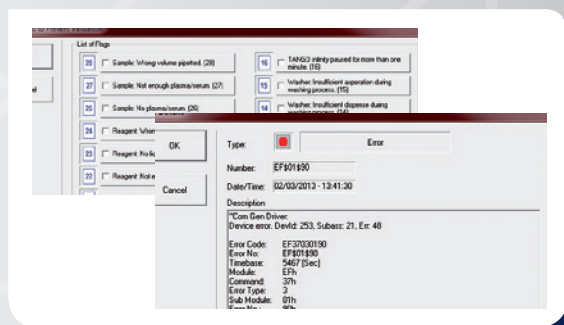 List of Flags
28 Sample: Wrong volume pipetted. (28)
27 Sample: Not enough plasma/serum. (27)
25 Sample: No plasma/serum. (26)
24 Reagent:
23 Reagent: No
22 Reagent: Not
16 TANGO infinity paused for more than one
minute. (16)
15 Washer: Insufficient aspiration during
washing process. (15)
14 Washer: Insufficient dispense during
washing process. (14)
OK
Cancel
Type:
Error
Number: EF$01$90
Date/Time: 02/03/2013 - 13:41:30
Description
"Com Gen Driver:
Device error. DevId: 253, Subass: 21, Err: 48
Error Code: EF37030190
Error No: EF$01$90
Timebase: 5467 [Sec]
Module: EFh
Command: 37h
Error Type: 3
Sub Module: 01h